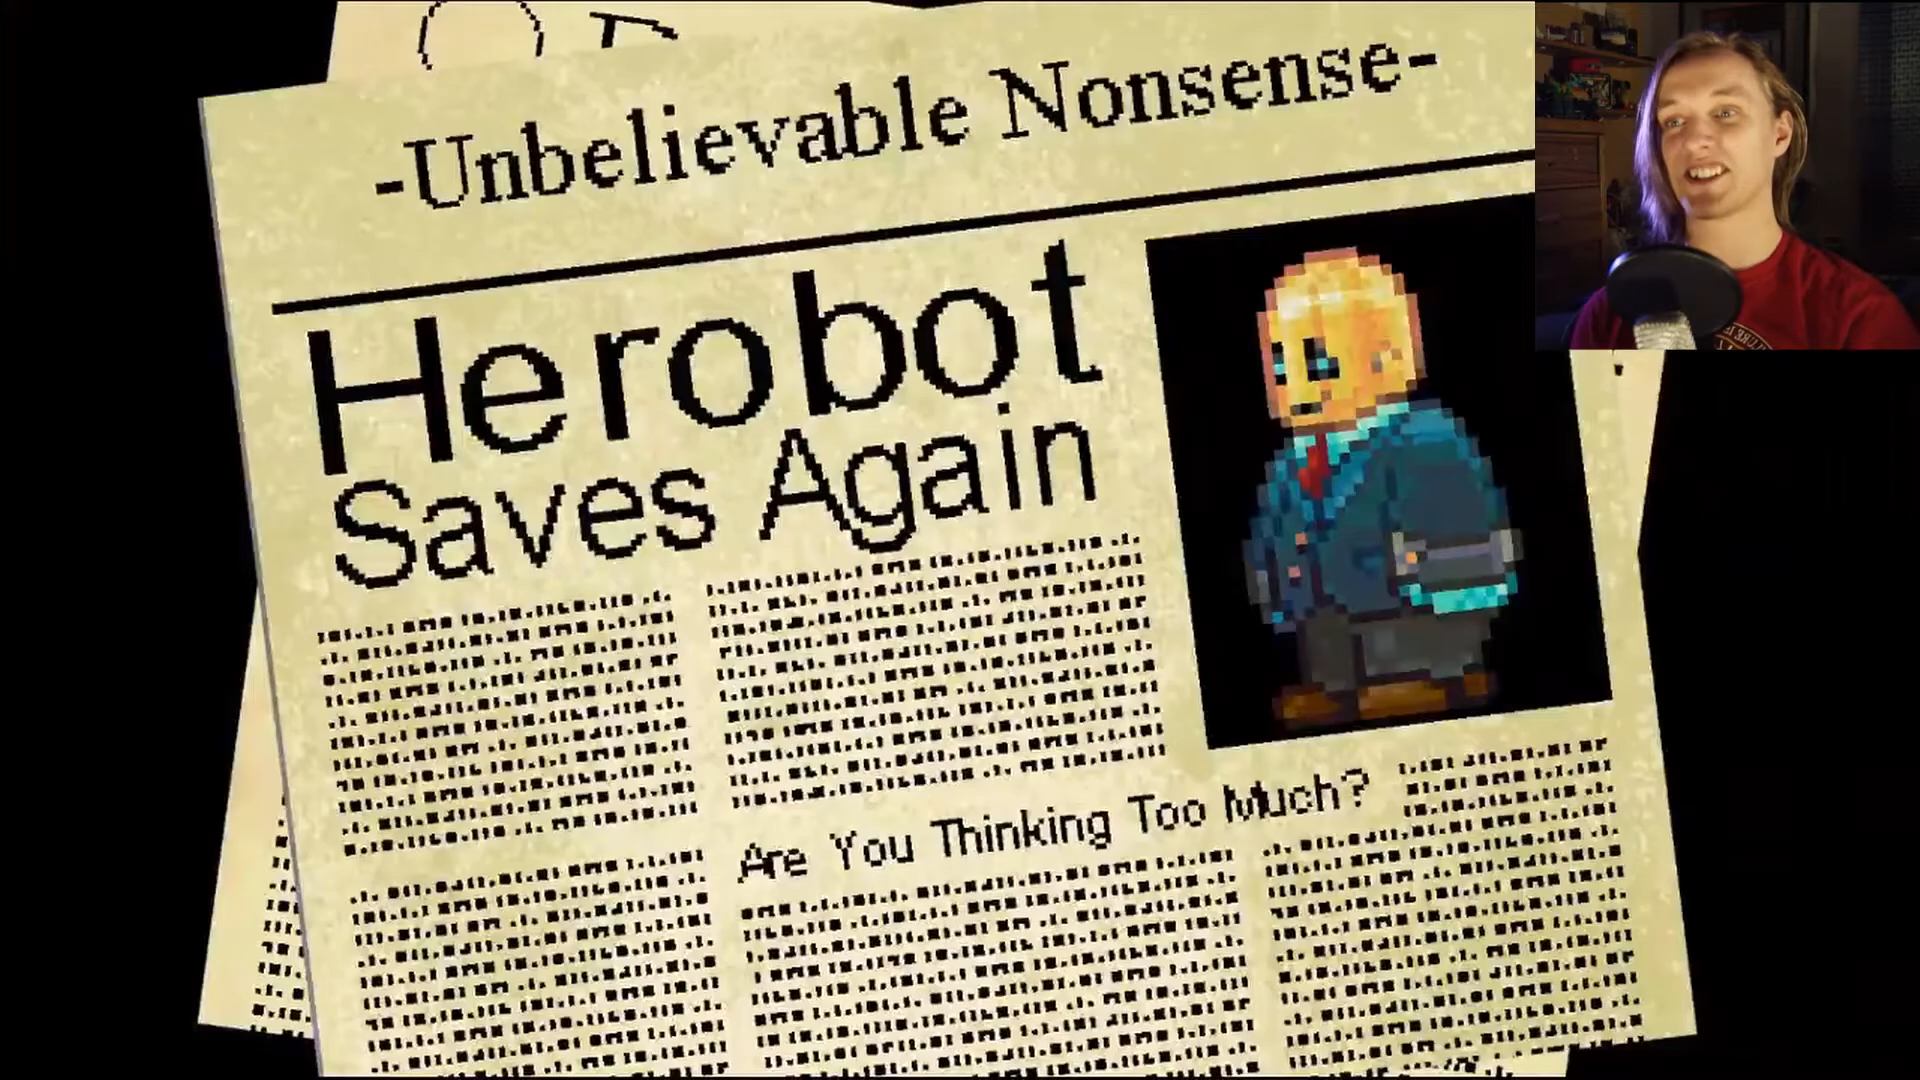 -Unbelievable Nonsense-
Herobot
Saves Again
Are You Thinking Too Much?